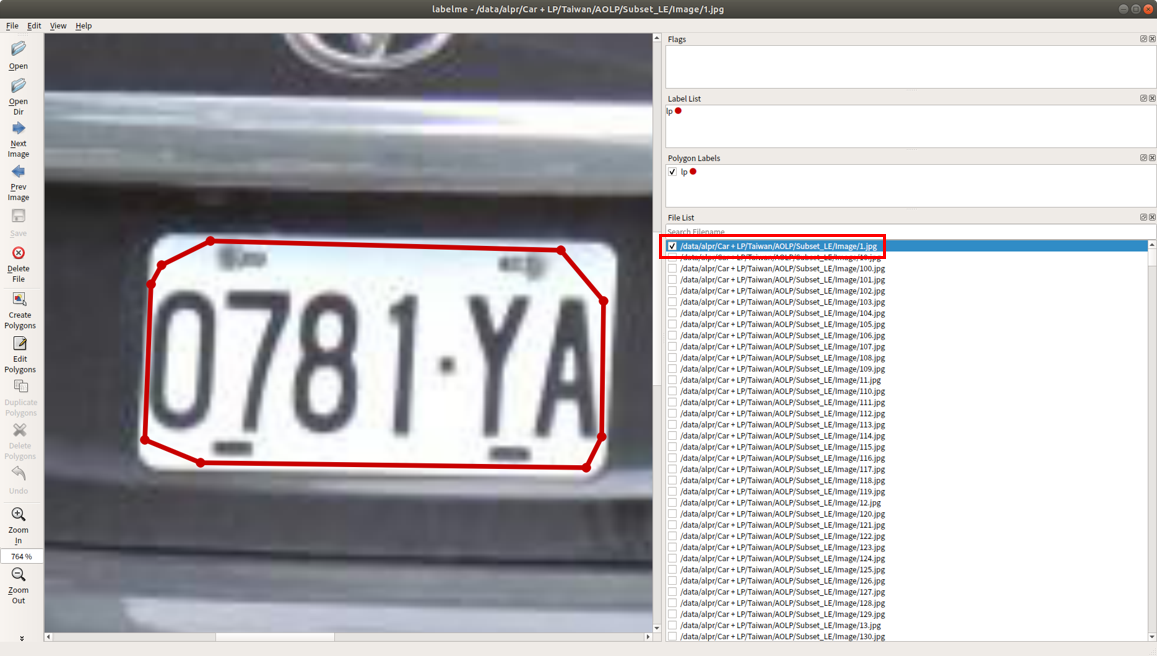 labelme - /data/alpr/Car + LP/Taiwan/AOLP/Subset_LE/Image/1.jpg
File Edit View Help
Open
Open
Dir
Next
Image
Prev
Image
Save
Delete
File
Create
Polygons
Edit
Polygons
Duplicate
Polygons
Delete
Polygons
Undo
Zoom
In
764 %
Zoom
Out
0781·YA
Flags
Label List
lp
Polygon Labels
lp
File List
Search Filename
/data/alpr/Car + LP/Taiwan/AOLP/Subset_LE/Image/1.jpg
/data/alpr/Car + LP/Taiwan/AOLP/Subset_LE/Image/10.jpg
/data/alpr/Car + LP/Taiwan/AOLP/Subset_LE/Image/100.jpg
/data/alpr/Car + LP/Taiwan/AOLP/Subset_LE/Image/101.jpg
/data/alpr/Car + LP/Taiwan/AOLP/Subset_LE/Image/102.jpg
/data/alpr/Car + LP/Taiwan/AOLP/Subset_LE/Image/103.jpg
/data/alpr/Car + LP/Taiwan/AOLP/Subset_LE/Image/104.jpg
/data/alpr/Car + LP/Taiwan/AOLP/Subset_LE/Image/105.jpg
/data/alpr/Car + LP/Taiwan/AOLP/Subset_LE/Image/106.jpg
/data/alpr/Car + LP/Taiwan/AOLP/Subset_LE/Image/107.jpg
/data/alpr/Car + LP/Taiwan/AOLP/Subset_LE/Image/108.jpg
/data/alpr/Car + LP/Taiwan/AOLP/Subset_LE/Image/109.jpg
/data/alpr/Car + LP/Taiwan/AOLP/Subset_LE/Image/11.jpg
/data/alpr/Car + LP/Taiwan/AOLP/Subset_LE/Image/110.jpg
/data/alpr/Car + LP/Taiwan/AOLP/Subset_LE/Image/111.jpg
/data/alpr/Car + LP/Taiwan/AOLP/Subset_LE/Image/112.jpg
/data/alpr/Car + LP/Taiwan/AOLP/Subset_LE/Image/113.jpg
/data/alpr/Car + LP/Taiwan/AOLP/Subset_LE/Image/114.jpg
/data/alpr/Car + LP/Taiwan/AOLP/Subset_LE/Image/115.jpg
/data/alpr/Car + LP/Taiwan/AOLP/Subset_LE/Image/116.jpg
/data/alpr/Car + LP/Taiwan/AOLP/Subset_LE/Image/117.jpg
/data/alpr/Car + LP/Taiwan/AOLP/Subset_LE/Image/118.jpg
/data/alpr/Car + LP/Taiwan/AOLP/Subset_LE/Image/119.jpg
/data/alpr/Car + LP/Taiwan/AOLP/Subset_LE/Image/12.jpg
/data/alpr/Car + LP/Taiwan/AOLP/Subset_LE/Image/120.jpg
/data/alpr/Car + LP/Taiwan/AOLP/Subset_LE/Image/121.jpg
/data/alpr/Car + LP/Taiwan/AOLP/Subset_LE/Image/122.jpg
/data/alpr/Car + LP/Taiwan/AOLP/Subset_LE/Image/123.jpg
/data/alpr/Car + LP/Taiwan/AOLP/Subset_LE/Image/124.jpg
/data/alpr/Car + LP/Taiwan/AOLP/Subset_LE/Image/125.jpg
/data/alpr/Car + LP/Taiwan/AOLP/Subset_LE/Image/126.jpg
/data/alpr/Car + LP/Taiwan/AOLP/Subset_LE/Image/127.jpg
/data/alpr/Car + LP/Taiwan/AOLP/Subset_LE/Image/128.jpg
/data/alpr/Car + LP/Taiwan/AOLP/Subset_LE/Image/129.jpg
/data/alpr/Car + LP/Taiwan/AOLP/Subset_LE/Image/13.jpg
/data/alpr/Car + LP/Taiwan/AOLP/Subset_LE/Image/130.jpg